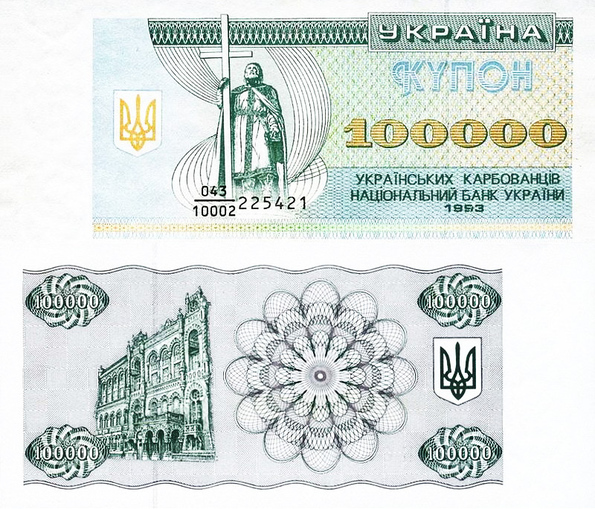 УКРАЇНА
КУПОН
100000
УКРАЇНСЬКИХ КАРБОВАНЦІВ
НАЦІОНАЛЬНИЙ БАНК УКРАЇНИ
1993
043
10002
225421
100000
100000
100000
100000